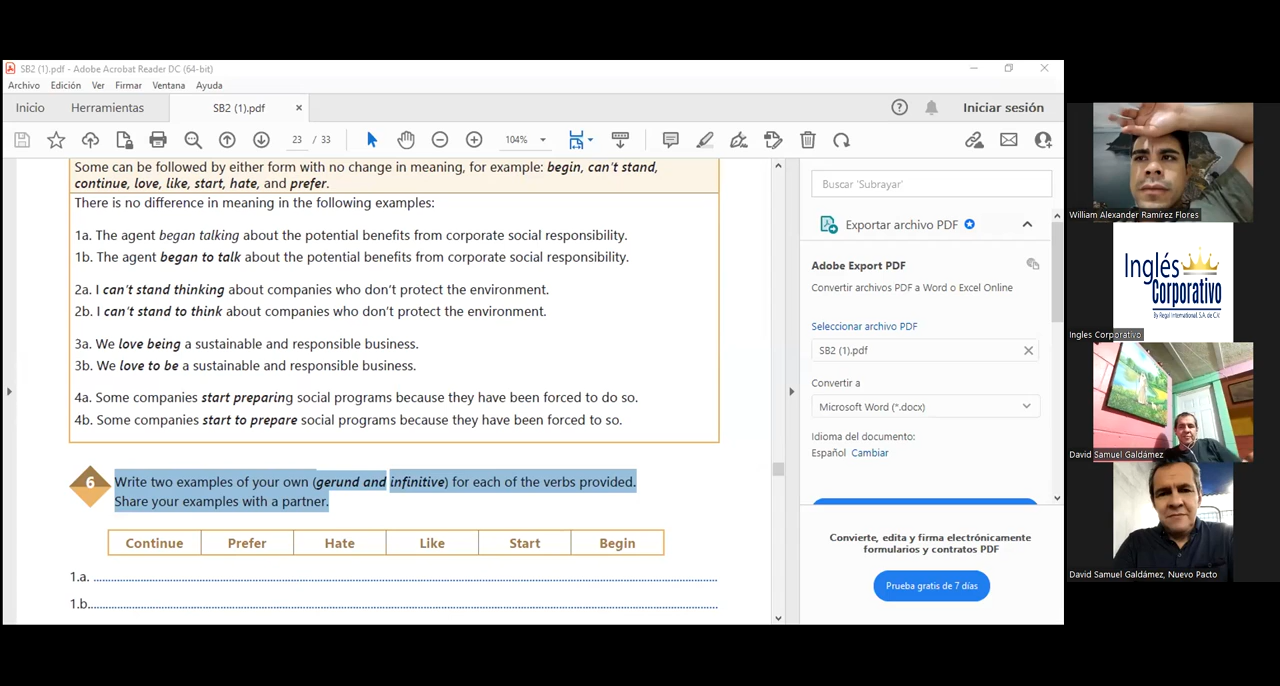 SB2 (1).pdf - Adobe Acrobat Reader DC (64-bit)
Archivo Edición Ver Firmar Ventana Ayuda
Inicio Herramientas SB2 (1).pdf × Iniciar sesión
23 / 33 104%
Some can be followed by either form with no change in meaning, for example: begin, can't stand,
continue, love, like, start, hate, and prefer.
There is no difference in meaning in the following examples:
1a. The agent began talking about the potential benefits from corporate social responsibility.
1b. The agent began to talk about the potential benefits from corporate social responsibility.
2a. I can't stand thinking about companies who don't protect the environment.
2b. I can't stand to think about companies who don't protect the environment.
3a. We love being a sustainable and responsible business.
3b. We love to be a sustainable and responsible business.
4a. Some companies start preparing social programs because they have been forced to do so.
4b. Some companies start to prepare social programs because they have been forced to so.
6 Write two examples of your own (gerund and infinitive) for each of the verbs provided.
Share your examples with a partner.
Continue Prefer Hate Like Start Begin
1.a.
1.b.
Buscar 'Subrayar'
Exportar archivo PDF
Adobe Export PDF
Convertir archivos PDF a Word o Excel Online
Seleccionar archivo PDF
SB2 (1).pdf
Convertir a
Microsoft Word (*.docx)
Idioma del documento:
Español Cambiar
Convierte, edita y firma electrónicamente
formularios y contratos PDF
Prueba gratis de 7 días
William Alexander Ramírez Flores
Inglés
Corporativo
By Regal International, S.A. de C.V.
Ingles Corporativo
David Samuel Galdámez
David Samuel Galdámez, Nuevo Pacto